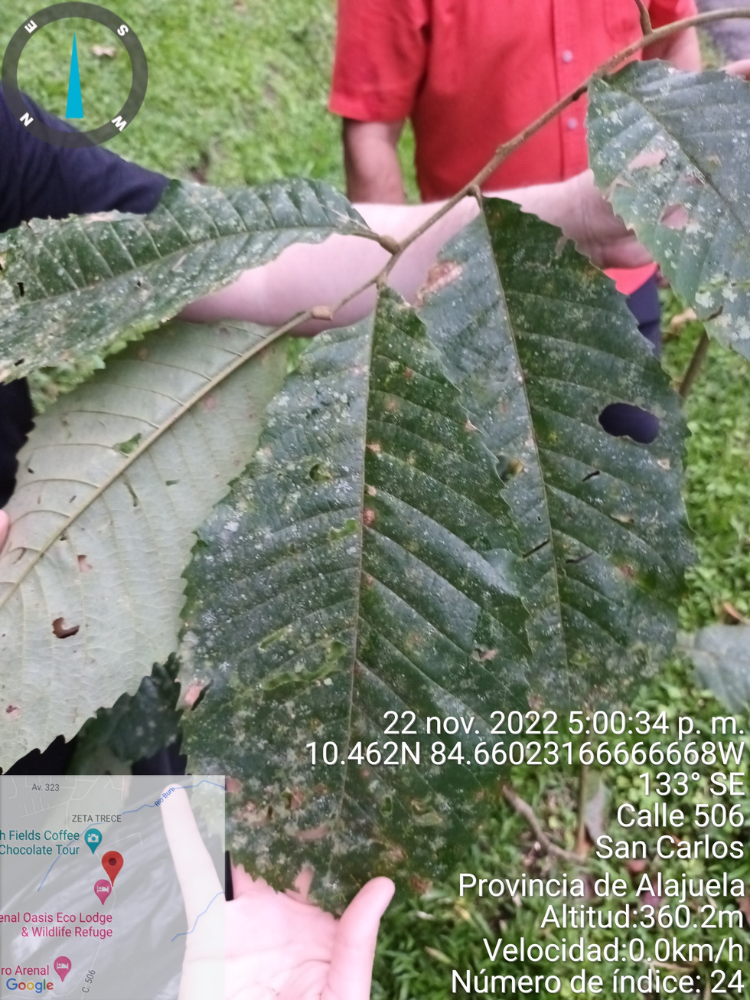 E
S
N
W
22 nov. 2022 5:00:34 p. m.
10.462N 84.66023166666668W
133° SE
Calle 506
San Carlos
Provincia de Alajuela
Altitud:360.2m
Velocidad:0.0km/h
Número de índice: 24
Av. 323
Río Burío
ZETA TRECE
h Fields Coffee
Chocolate Tour
enal Oasis Eco Lodge
& Wildlife Refuge
ro Arenal
Google
C. 506